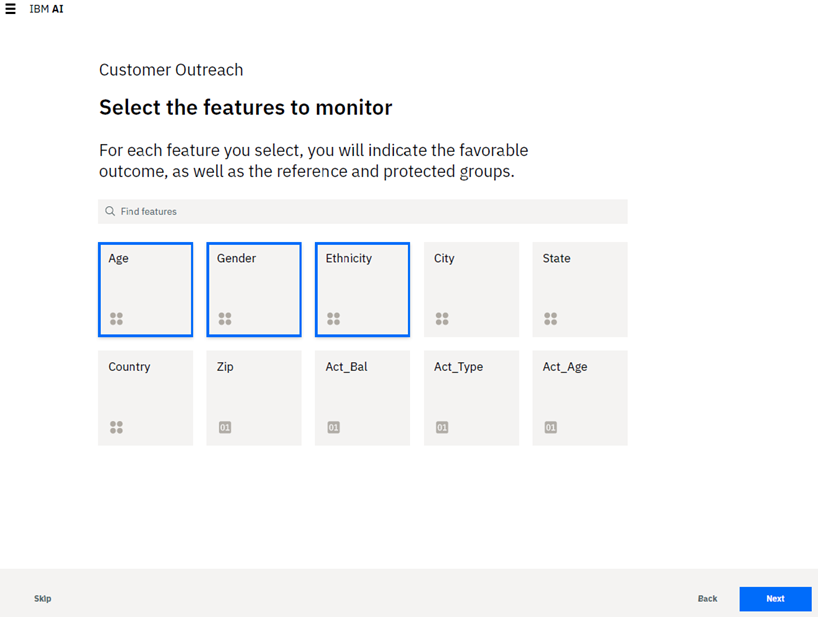 IBM AI
Customer Outreach
Select the features to monitor
For each feature you select, you will indicate the favorable
outcome, as well as the reference and protected groups.
Find features
Age
Gender
Ethnicity
City
State
Country
Zip
Act_Bal
Act_Type
Act_Age
01
01
01
01
Skip
Back
Next